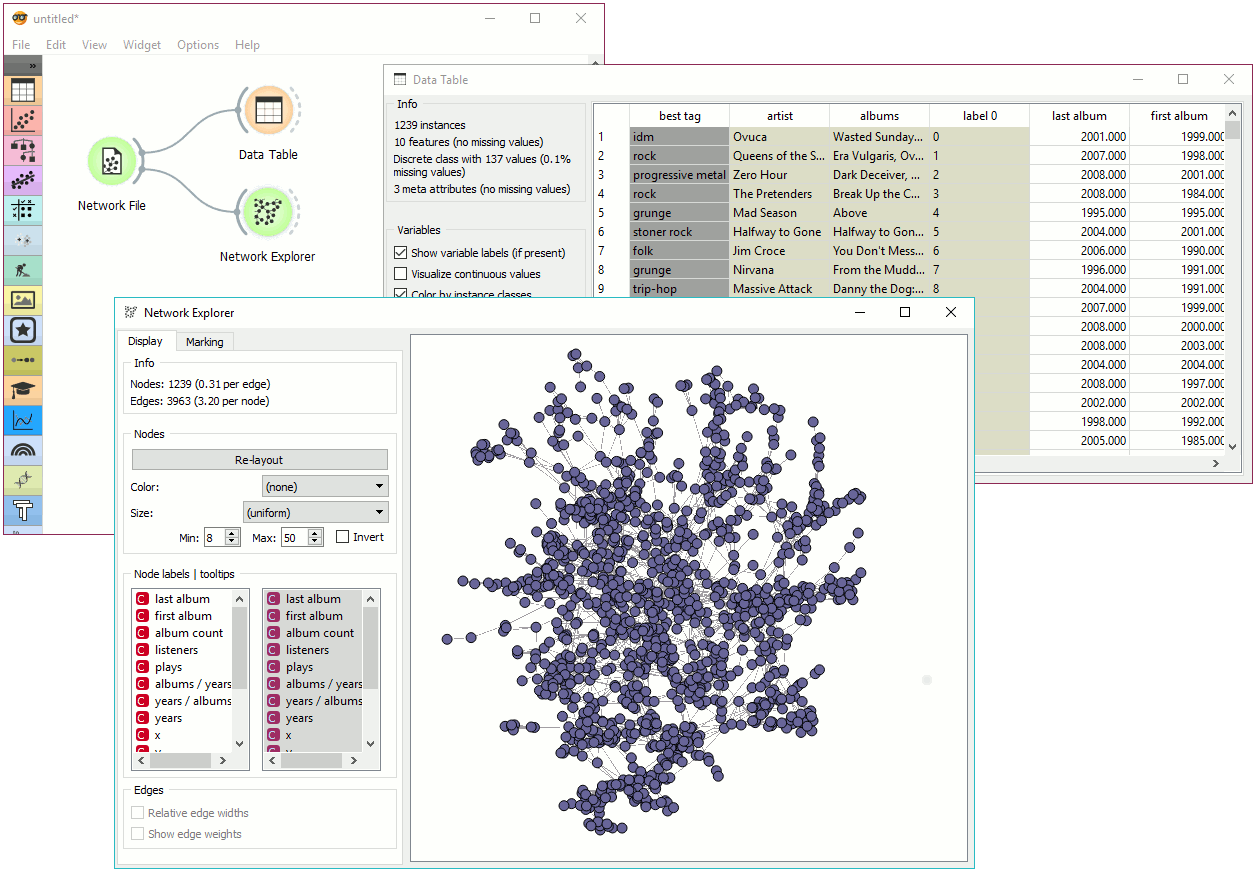 untitled*
File Edit View Widget Options Help
»
Network File
Data Table
Network Explorer
Data Table
Info
1239 instances
10 features (no missing values)
Discrete class with 137 values (0.1%
missing values)
3 meta attributes (no missing values)
Variables
Show variable labels (if present)
Visualize continuous values
Color by instance classes
best tag artist albums label 0 last album first album
1 idm Ovuca Wasted Sunday... 0 2001.000 1999.000
2 rock Queens of the S... Era Vulgaris, Ov... 1 2007.000 1998.000
3 progressive metal Zero Hour Dark Deceiver, ... 2 2008.000 2001.000
4 rock The Pretenders Break Up the C... 3 2008.000 1984.000
5 grunge Mad Season Above 4 1995.000 1995.000
6 stoner rock Halfway to Gone Halfway to Gon... 5 2004.000 2001.000
7 folk Jim Croce You Don't Mess... 6 2006.000 1990.000
8 grunge Nirvana From the Mudd... 7 1996.000 1991.000
9 trip-hop Massive Attack Danny the Dog:... 8 2004.000 1991.000
2007.000 1999.000
2008.000 2000.000
2008.000 2003.000
2004.000 2004.000
2008.000 1997.000
2002.000 2002.000
1998.000 1992.000
2005.000 1985.000
Network Explorer
Display Marking
Info
Nodes: 1239 (0.31 per edge)
Edges: 3963 (3.20 per node)
Nodes
Re-layout
Color: (none)
Size: (uniform)
Min: 8 Max: 50 Invert
Node labels | tooltips
C last album C last album
C first album C first album
C album count C album count
C listeners C listeners
C plays C plays
C albums / years C albums / years
C years / albums C years / albums
C years C years
C x C x
Edges
Relative edge widths
Show edge weights